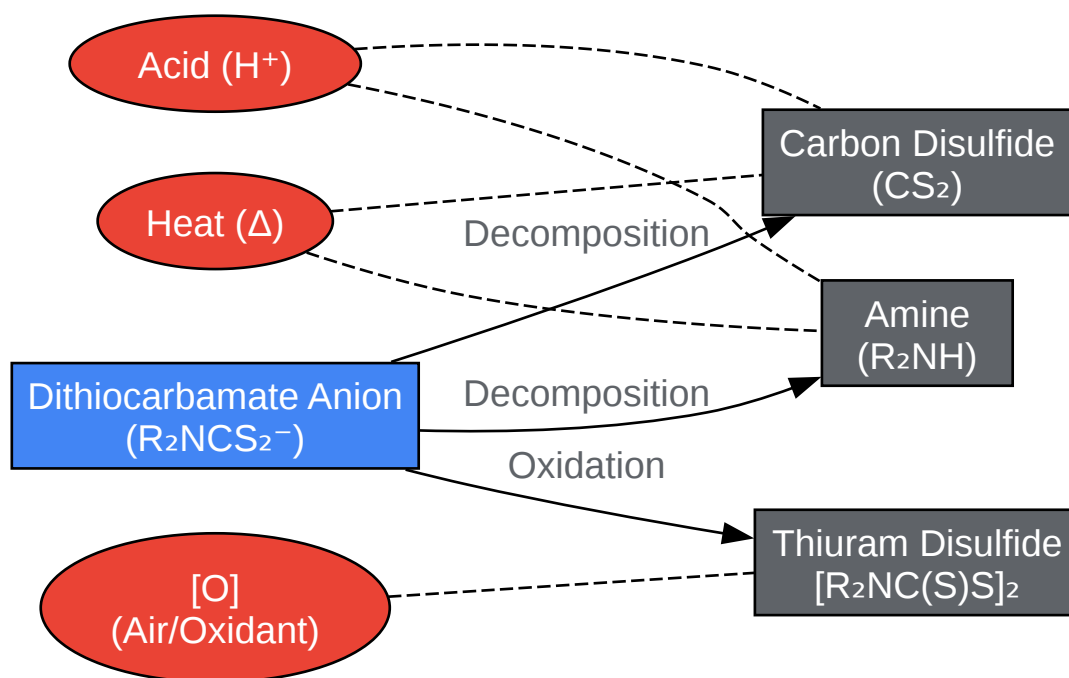 Acid (H⁺)
Carbon Disulfide
(CS₂)
Heat (Δ)
Decomposition
Amine
(R₂NH)
Dithiocarbamate Anion
(R₂NCS₂⁻)
Decomposition
Oxidation
Thiuram Disulfide
[R₂NC(S)S]₂
[O]
(Air/Oxidant)